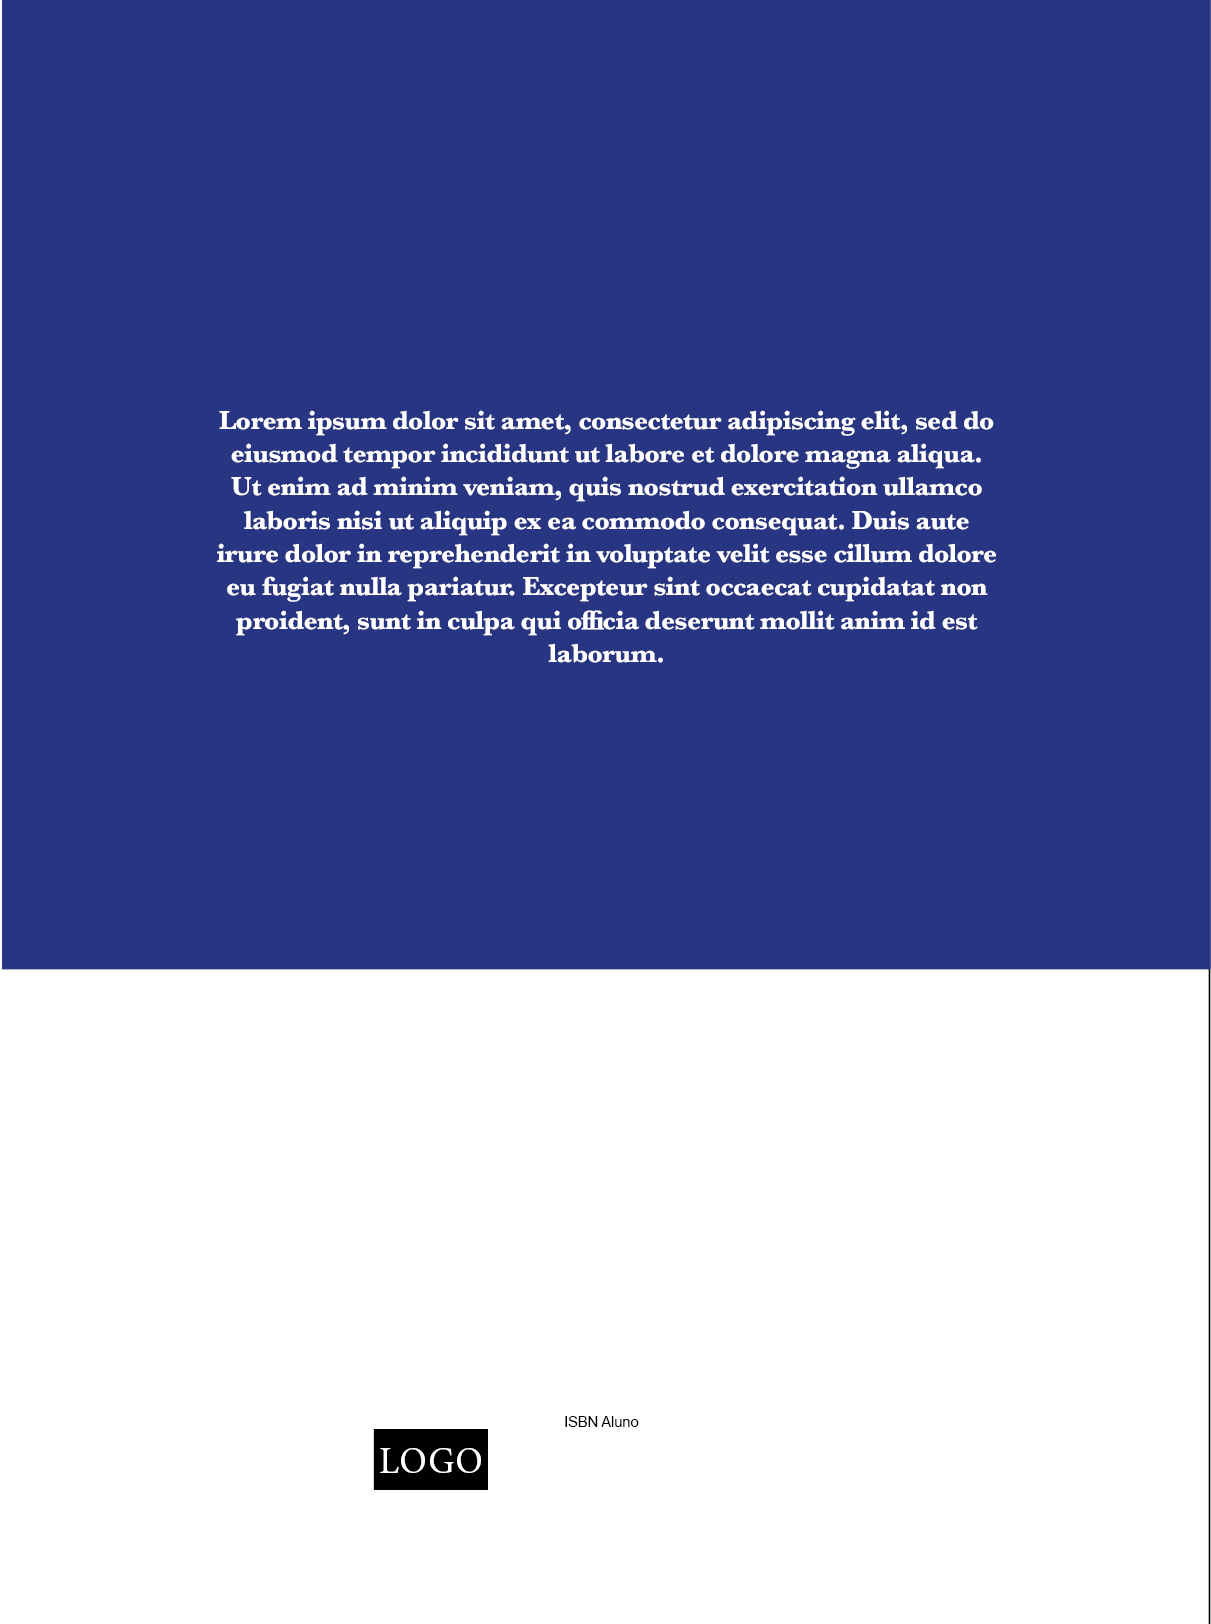 Lorem ipsum dolor sit amet, consectetur adipiscing elit, sed do
eiusmod tempor incididunt ut labore et dolore magna aliqua.
Ut enim ad minim veniam, quis nostrud exercitation ullamco
laboris nisi ut aliquip ex ea commodo consequat. Duis aute
irure dolor in reprehenderit in voluptate velit esse cillum dolore
eu fugiat nulla pariatur. Excepteur sint occaecat cupidatat non
proident, sunt in culpa qui officia deserunt mollit anim id est
laborum.
ISBN Aluno
LOGO